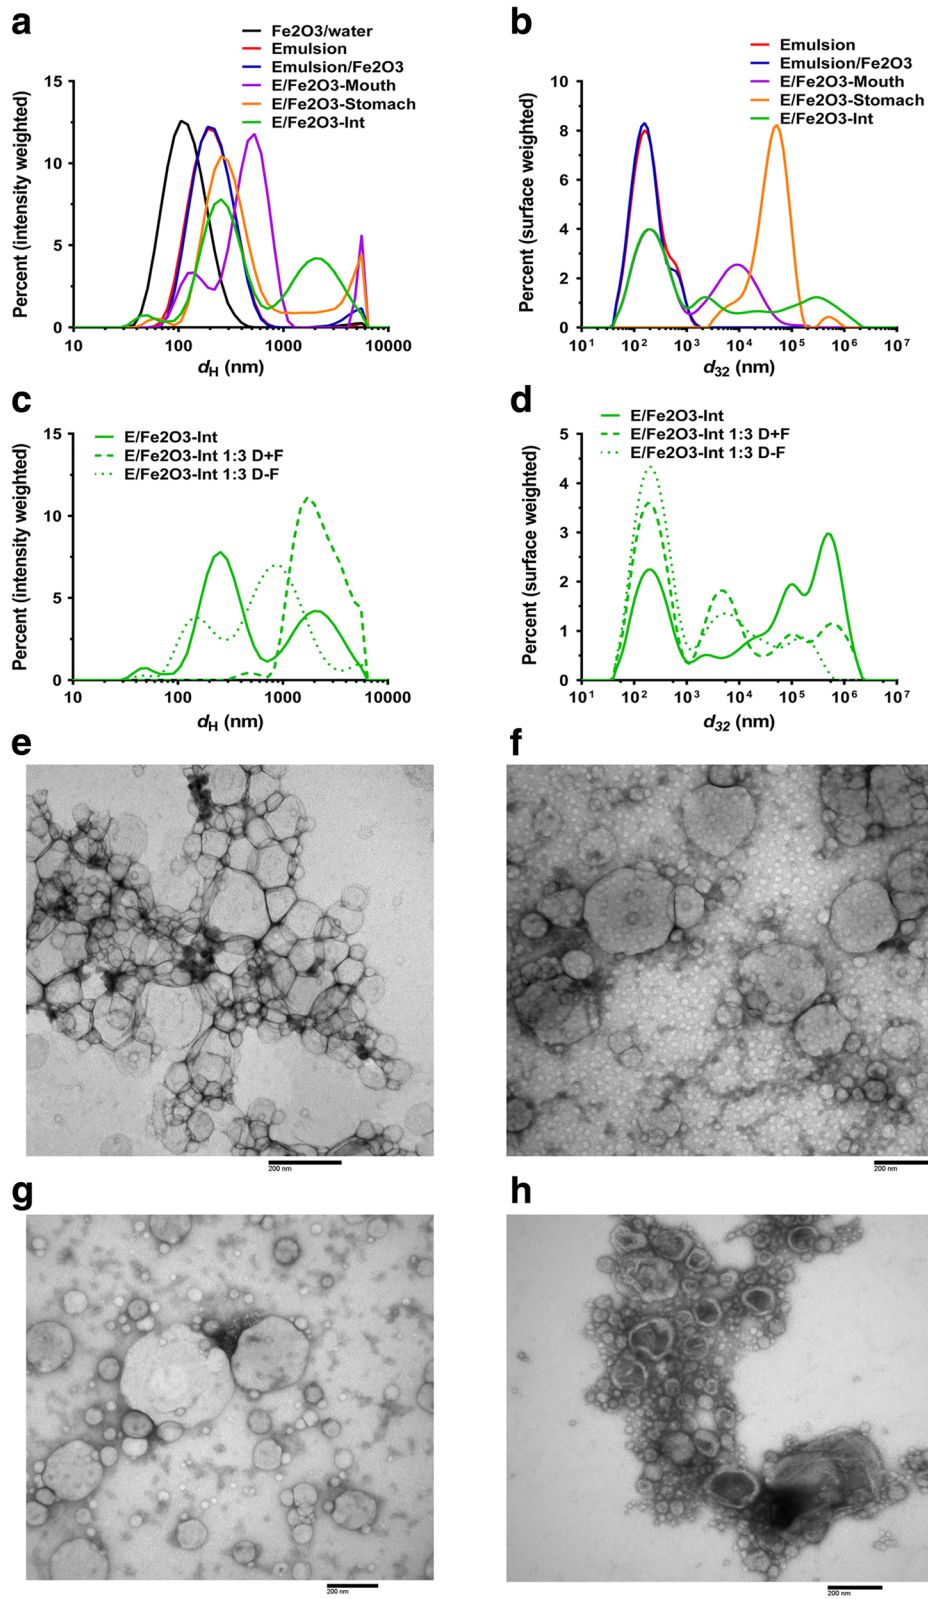 a
Fe2O3/water
Emulsion
Emulsion/Fe2O3
E/Fe2O3-Mouth
E/Fe2O3-Stomach
E/Fe2O3-Int
Percent (intensity weighted)
15
10
5
0
10
100
1000
10000
dH (nm)
b
Emulsion
Emulsion/Fe2O3
E/Fe2O3-Mouth
E/Fe2O3-Stomach
E/Fe2O3-Int
Percent (surface weighted)
10
8
6
4
2
0
10¹
10²
10³
10⁴
10⁵
10⁶
10⁷
d32 (nm)
c
E/Fe2O3-Int
E/Fe2O3-Int 1:3 D+F
E/Fe2O3-Int 1:3 D-F
Percent (intensity weighted)
15
10
5
0
10
100
1000
10000
dH (nm)
d
E/Fe2O3-Int
E/Fe2O3-Int 1:3 D+F
E/Fe2O3-Int 1:3 D-F
Percent (surface weighted)
5
4
3
2
1
0
10¹
10²
10³
10⁴
10⁵
10⁶
10⁷
d32 (nm)
e
200 nm
f
200 nm
g
200 nm
h
200 nm